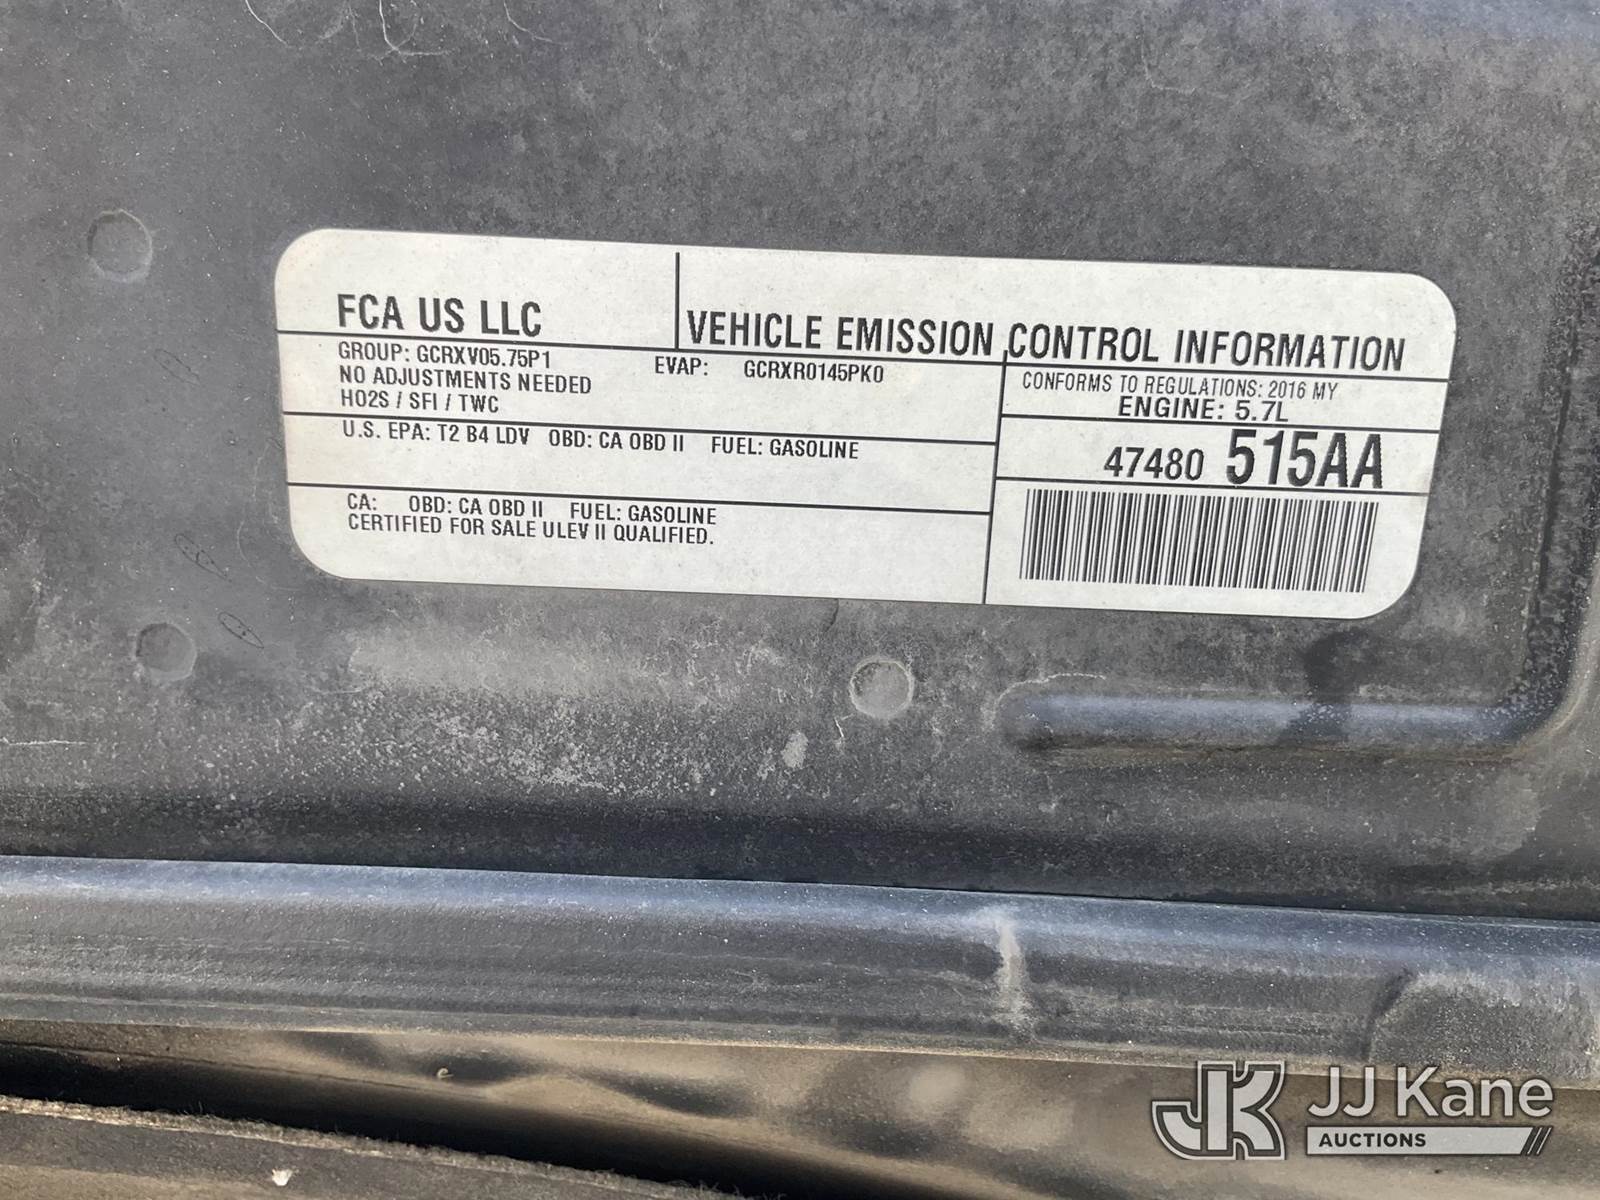 FCA US LLC
VEHICLE EMISSION CONTROL INFORMATION
GROUP: GCRXV05.75P1 EVAP: GCRXR0145PK0
NO ADJUSTMENTS NEEDED
HO2S / SFI / TWC
CONFORMS TO REGULATIONS: 2016 MY
ENGINE: 5.7L
U.S. EPA: T2 B4 LDV OBD: CA OBD II FUEL: GASOLINE
47480 515AA
CA: OBD: CA OBD II FUEL: GASOLINE
CERTIFIED FOR SALE ULEV II QUALIFIED.
JK JJ Kane
AUCTIONS